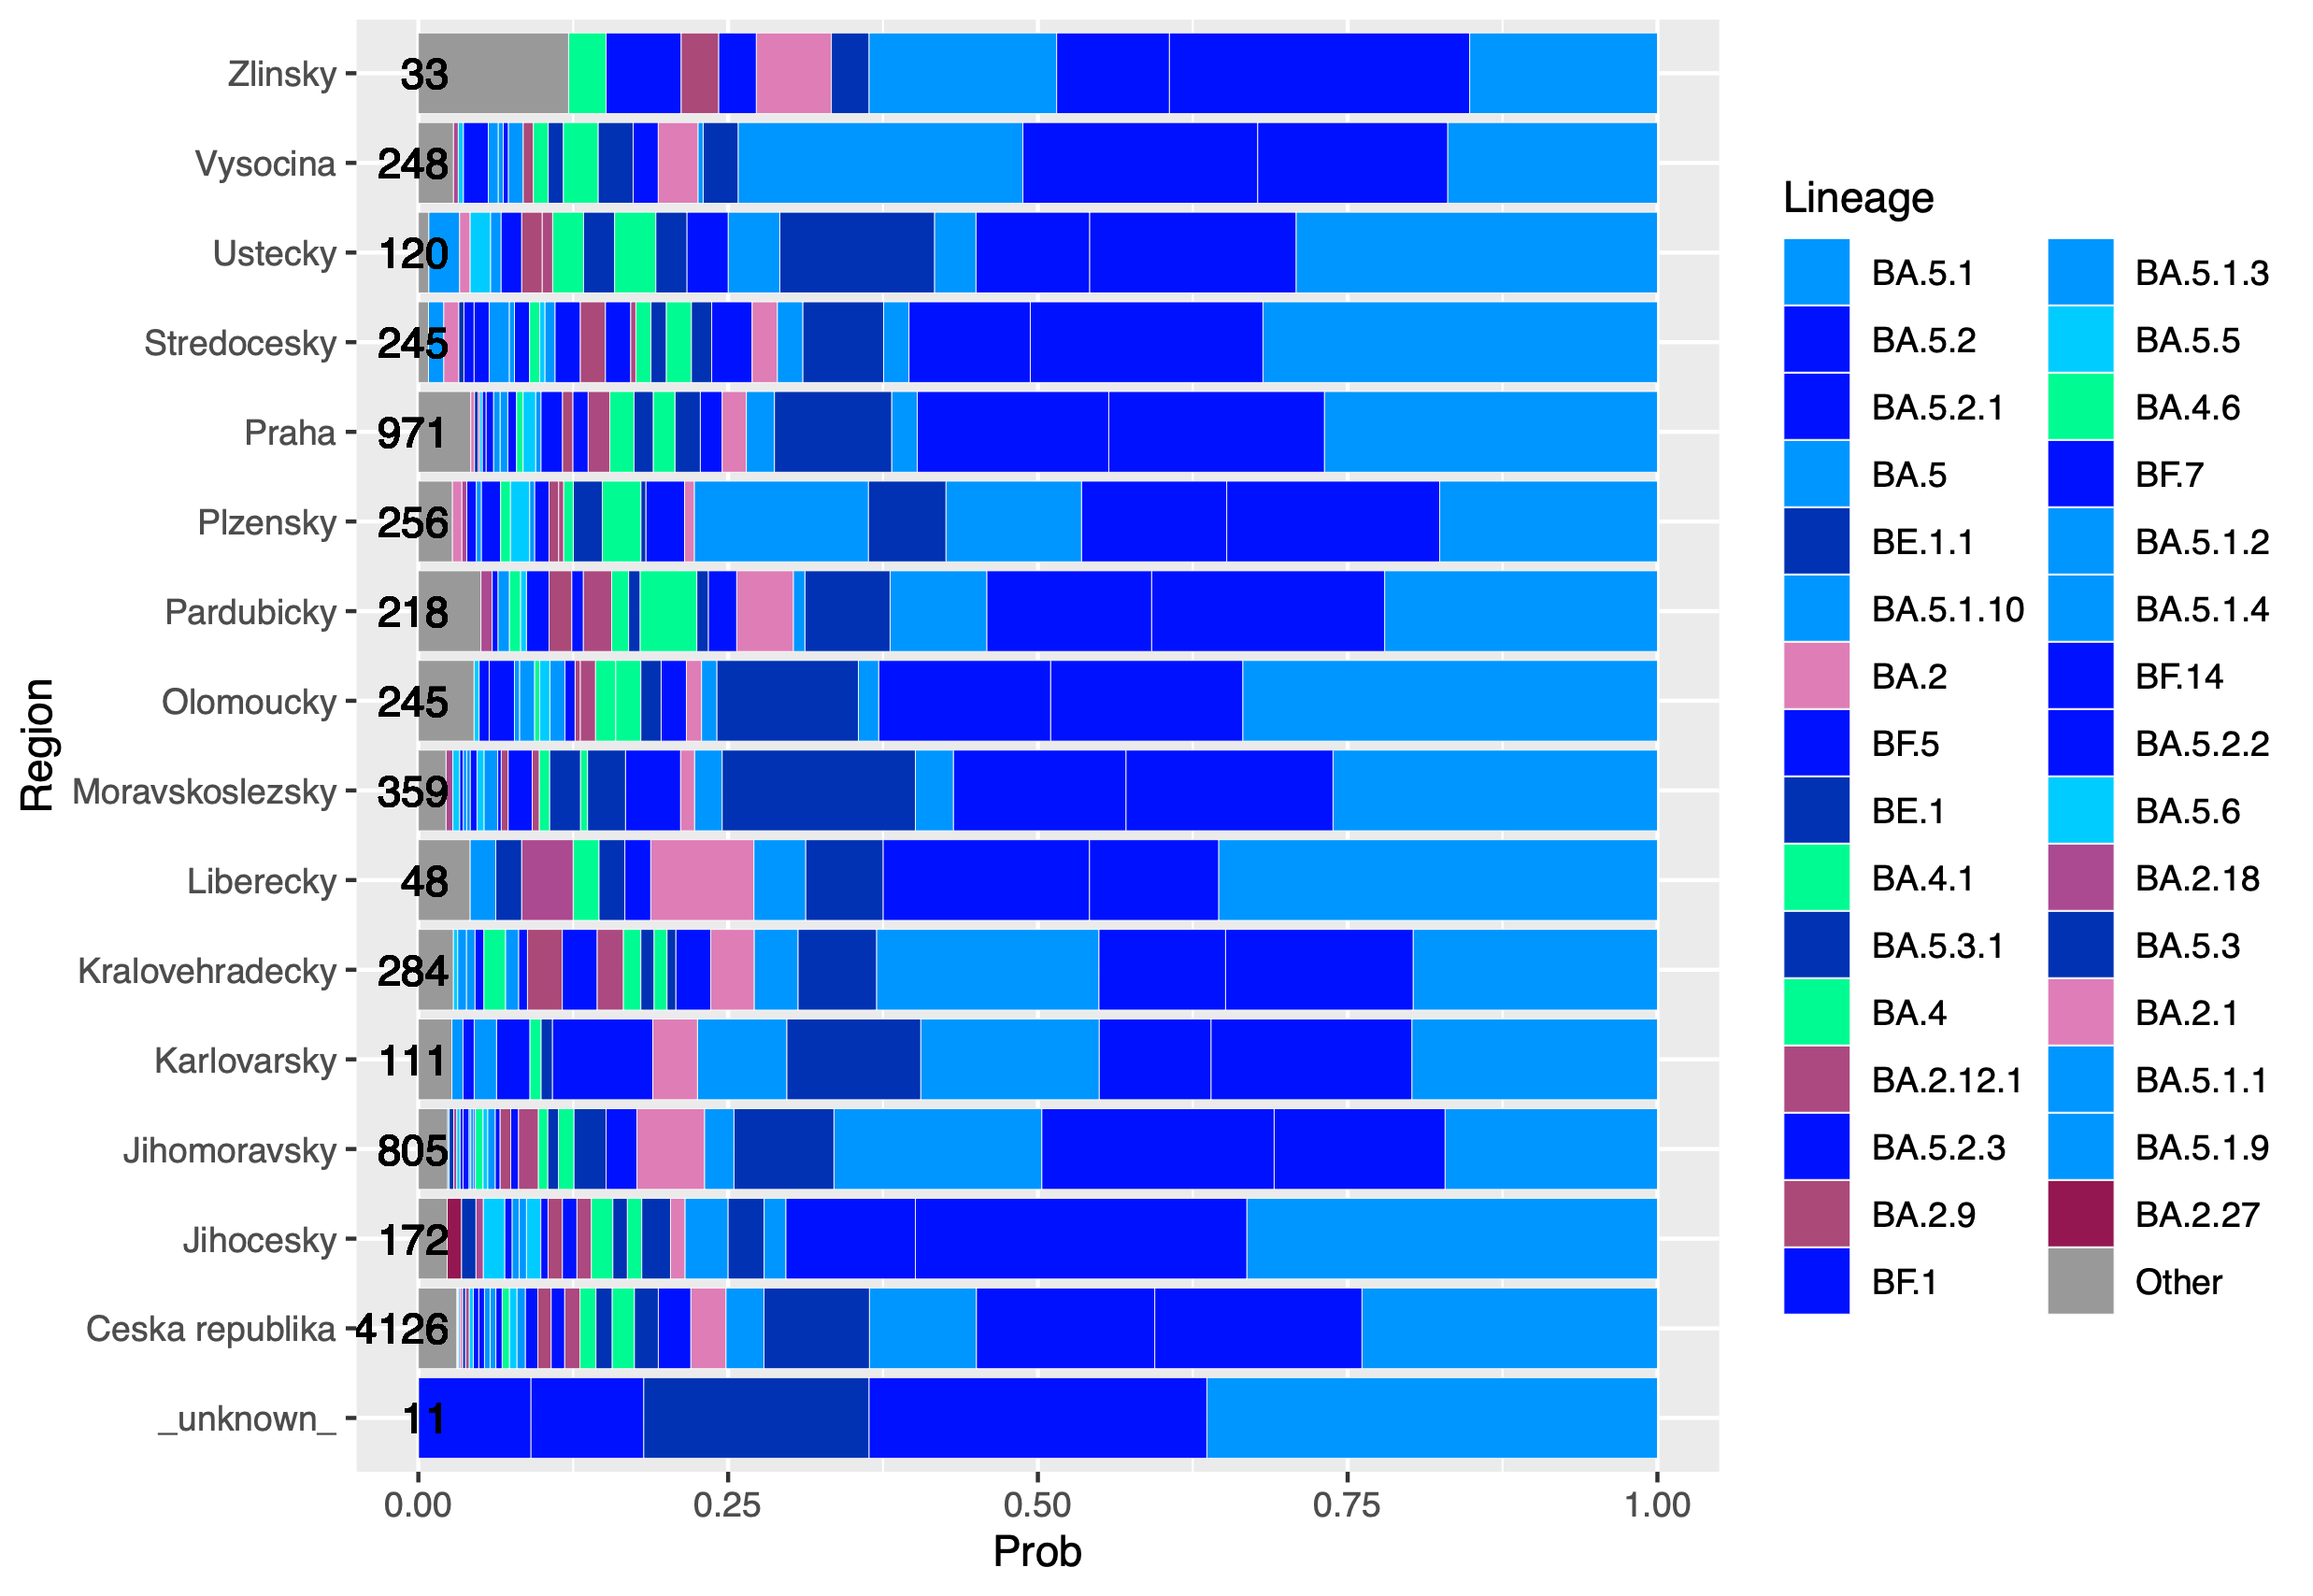 Zlinsky 33
Vysocina 248
Ustecky 120
Stredocesky 245
Praha 971
Plzensky 256
Pardubicky 218
Olomoucky 245
Moravskoslezsky 359
Liberecky 48
Kralovehradecky 284
Karlovarsky 111
Jihomoravsky 805
Jihocesky 172
Ceska republika 4126
_unknown_ 11
Region
0.00 0.25 0.50 0.75 1.00
Prob
Lineage
BA.5.1
BA.5.2
BA.5.2.1
BA.5
BE.1.1
BA.5.1.10
BA.2
BF.5
BE.1
BA.4.1
BA.5.3.1
BA.4
BA.2.12.1
BA.5.2.3
BA.2.9
BF.1
BA.5.1.3
BA.5.5
BA.4.6
BF.7
BA.5.1.2
BA.5.1.4
BF.14
BA.5.2.2
BA.5.6
BA.2.18
BA.5.3
BA.2.1
BA.5.1.1
BA.5.1.9
BA.2.27
Other